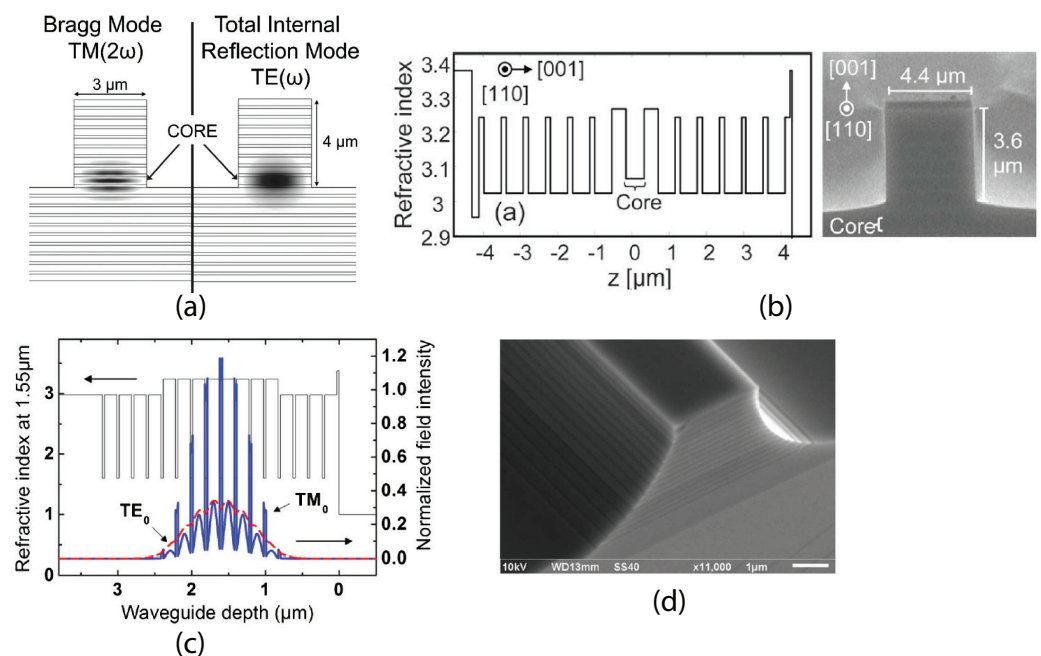 (a)
Bragg Mode
TM(2ω)
Total Internal
Reflection Mode
TE(ω)
3 μm
CORE
4 μm
(a)
Refractive index
3.4
3.3
3.2
3.1
3
2.9
[001]
[110]
(a)
Core
-4 -3 -2 -1 0 1 2 3 4
z [μm]
[001]
[110]
4.4 μm
3.6
μm
Core
(b)
Refractive index at 1.55μm
3
2
1
0
TE0
TM0
1.2
1.0
0.8
0.6
0.4
0.2
0.0
Normalized field intensity
3 2 1 0
Waveguide depth (μm)
(c)
10kV WD13mm SS40 x11,000 1μm
(d)